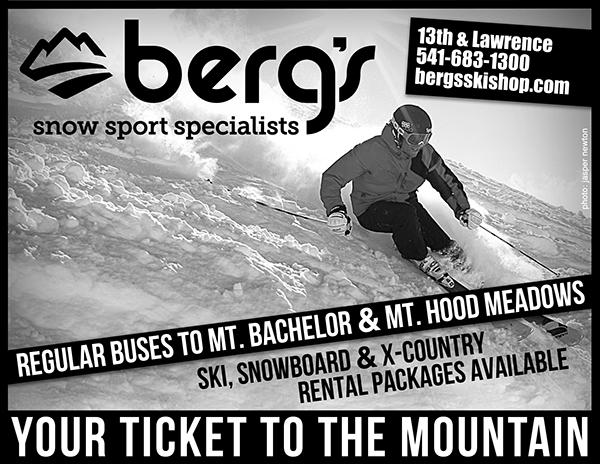 berg's
snow sport specialists
13th & Lawrence
541-683-1300
bergsskishop.com
photo: jasper newton
REGULAR BUSES TO MT. BACHELOR & MT. HOOD MEADOWS
SKI, SNOWBOARD & X-COUNTRY
RENTAL PACKAGES AVAILABLE
YOUR TICKET TO THE MOUNTAIN